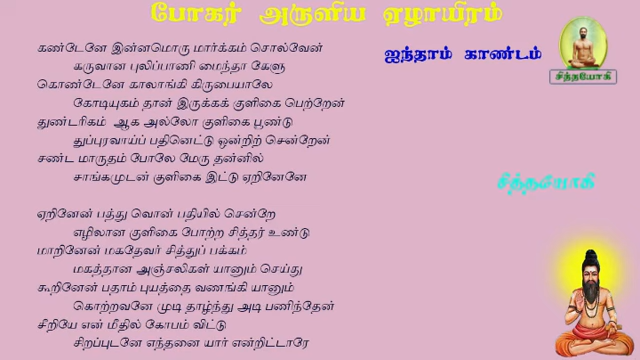 போகர் அருளிய ஏழாயிரம்
ஐந்தாம் காண்டம்
சித்தயோகி
கண்டேனே இன்னமொரு மார்க்கம் சொல்வேன்
கருவான புலிப்பாணி மைந்தா கேளு
கொண்டேனே காலாங்கி கிருபையாலே
கோடியுகம் தான் இருக்கக் குளிகை பெற்றேன்
துண்டரிகம் ஆக அல்லோ குளிகை பூண்டு
துப்புரவாய்ப் பதினெட்டு ஒன்றிற் சென்றேன்
சண்ட மாருதம் போலே மேரு தன்னில்
சாங்கமுடன் குளிகை இட்டு ஏறினேனே
சித்தயோகி
ஏறினேன் பத்து வொன் பதியில் சென்றே
எழிலான குளிகை போற்ற சித்தர் உண்டு
மாறினேன் மகதேவர் சித்துப் பக்கம்
மகத்தான அஞ்சலிகள் யானும் செய்து
கூறினேன் பதாம் புயத்தை வணங்கி யானும்
கொற்றவனே முடி தாழ்ந்து அடி பணிந்தேன்
சீறியே என் மீதில் கோபம் விட்டு
சிறப்புடனே எந்தனை யார் என்றிட்டாரே